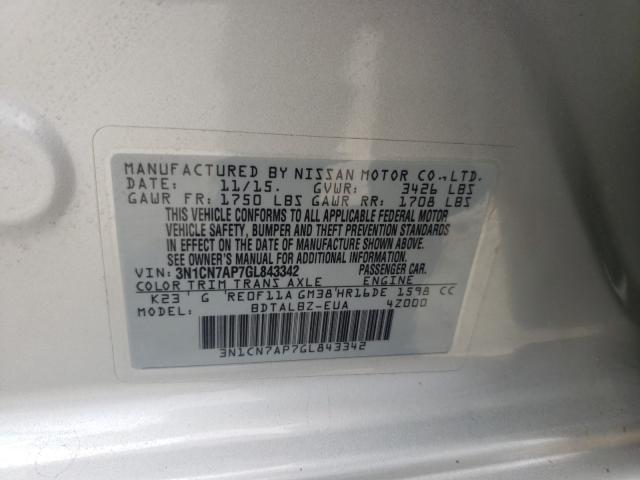 MANUFACTURED BY NISSAN MOTOR CO.,LTD.
DATE: 11/15. GVWR: 3426 LBS
GAWR FR: 1750 LBS GAWR RR: 1708 LBS
THIS VEHICLE CONFORMS TO ALL APPLICABLE FEDERAL MOTOR
VEHICLE SAFETY, BUMPER AND THEFT PREVENTION STANDARDS
IN EFFECT ON THE DATE OF MANUFACTURE SHOWN ABOVE.
SEE OWNER'S MANUAL FOR ADDITIONAL INFORMATION.
VIN: 3N1CN7AP7GL843342 PASSENGER CAR.
COLOR TRIM TRANS AXLE ENGINE
K23 G RE0F11A GM38 HR16DE 1598 CC
MODEL: BDTALBZ-EUA 4Z000
3N1CN7AP7GL843342